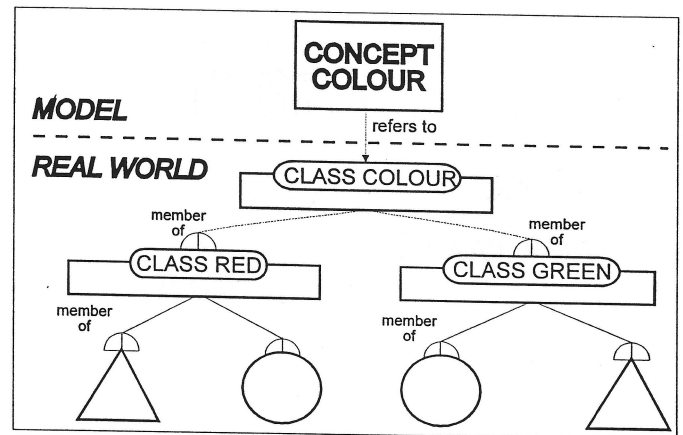 CONCEPT
COLOUR
MODEL
refers to
REAL WORLD
CLASS COLOUR
member
of
member
of
CLASS RED
CLASS GREEN
member
of
member
of